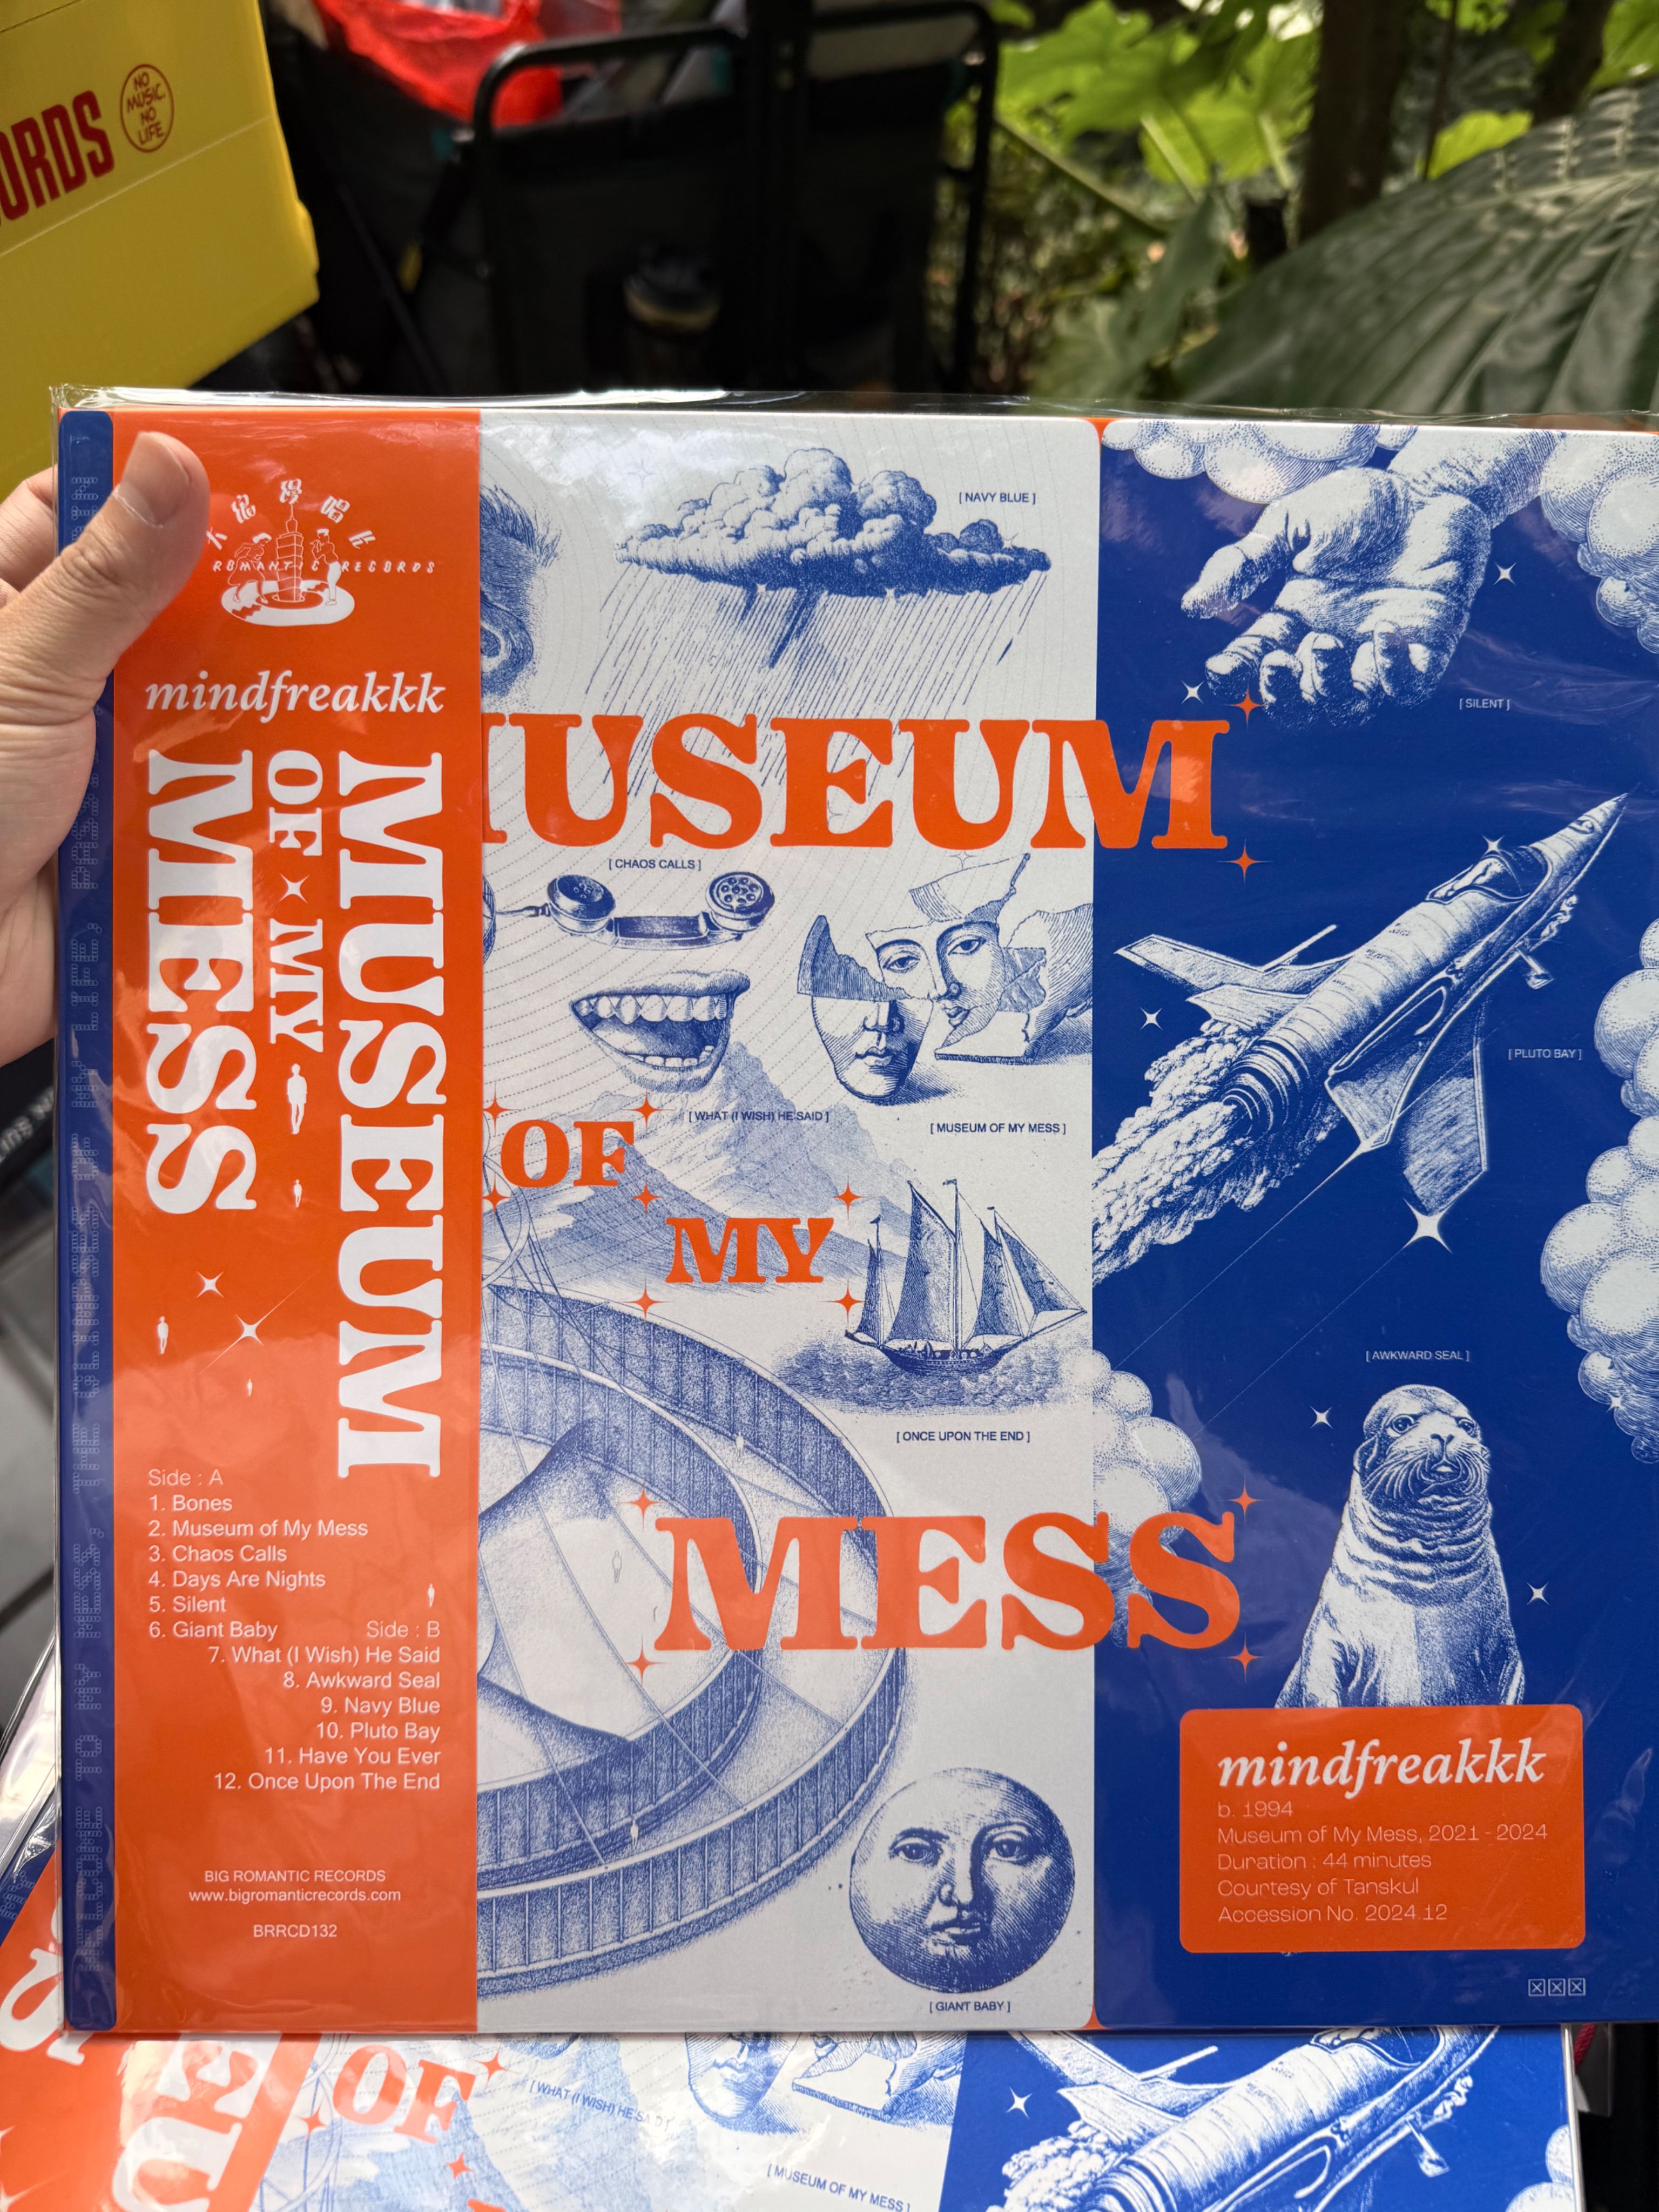 ORDS
NO
MUSIC.
NO
LIFE
大浪漫唱片
ROMANTIC RECORDS
mindfreakkk
MUSEUM
OF MY
MESS
Side : A
1. Bones
2. Museum of My Mess
3. Chaos Calls
4. Days Are Nights
5. Silent
6. Giant Baby
Side : B
7. What (I Wish) He Said
8. Awkward Seal
9. Navy Blue
10. Pluto Bay
11. Have You Ever
12. Once Upon The End
BIG ROMANTIC RECORDS
www.bigromanticrecords.com
BRRCD132
[ NAVY BLUE ]
[ SILENT ]
MUSEUM
[ CHAOS CALLS ]
[ PLUTO BAY ]
[ WHAT (I WISH) HE SAID ]
[ MUSEUM OF MY MESS ]
OF
MY
[ AWKWARD SEAL ]
[ ONCE UPON THE END ]
MESS
mindfreakkk
b. 1994
Museum of My Mess, 2021 - 2024
Duration : 44 minutes
Courtesy of Tanskul
Accession No. 2024.12
[ GIANT BABY ]
OF
[ WHAT (I WISH) HE SAID ]
[ MUSEUM OF MY MESS ]